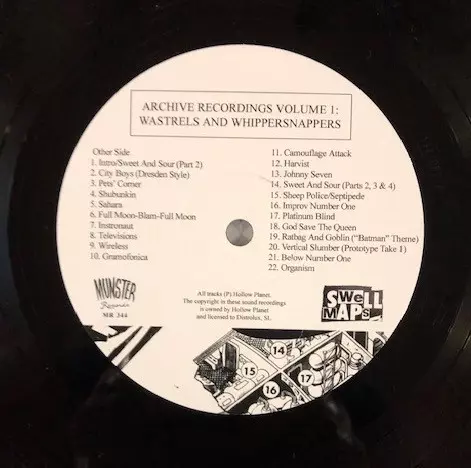 ARCHIVE RECORDINGS VOLUME 1:
WASTRELS AND WHIPPERSNAPPERS
Other Side
1. Intro/Sweet And Sour (Part 2)
2. City Boys (Dresden Style)
3. Pets' Corner
4. Shubunkin
5. Sahara
6. Full Moon-Blam-Full Moon
7. Instronaut
8. Televisions
9. Wireless
10. Gramofonica
11. Camouflage Attack
12. Harvist
13. Johnny Seven
14. Sweet And Sour (Parts 2, 3 & 4)
15. Sheep Police/Septipede
16. Improv Number One
17. Platinum Blind
18. God Save The Queen
19. Ratbag And Goblin ("Batman" Theme)
20. Vertical Slumber (Prototype Take 1)
21. Below Number One
22. Organism
MUNSTER
Records
MR 344
All tracks (P) Hollow Planet.
The copyright in these sound recordings
is owned by Hollow Planet
and licensed to Distrolux, SL
SWELL
MAPS
14
15
16
17